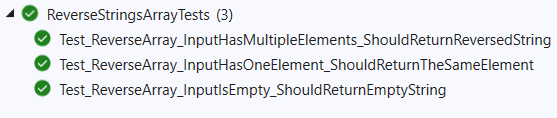 ReverseStringsArrayTests (3)
Test_ReverseArray_InputHasMultipleElements_ShouldReturnReversedString
Test_ReverseArray_InputHasOneElement_ShouldReturnTheSameElement
Test_ReverseArray_InputIsEmpty_ShouldReturnEmptyString